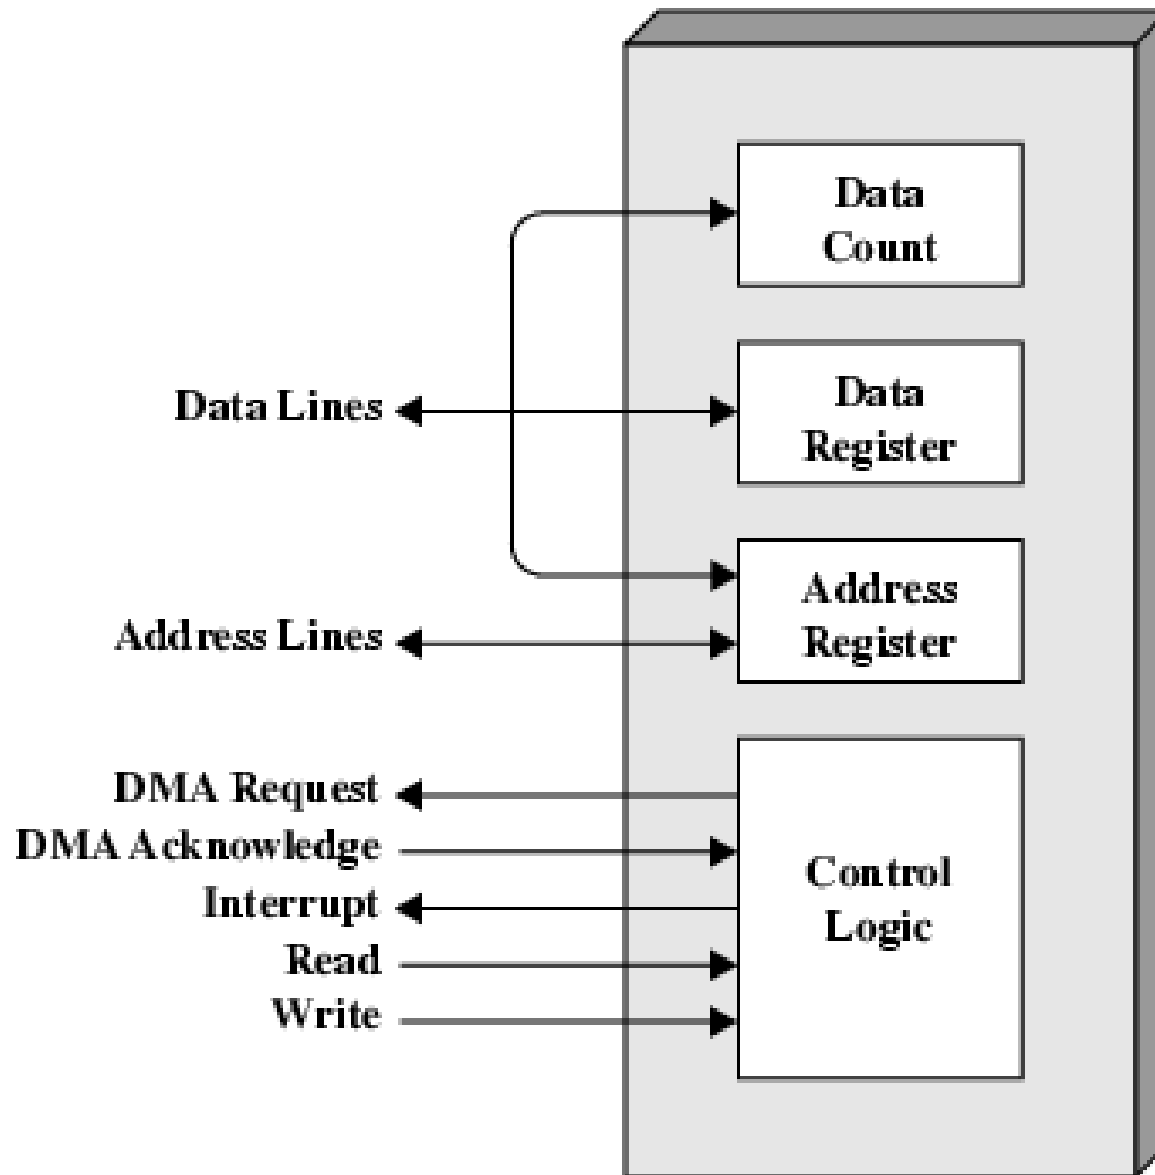 Data
Count
Data Lines
Data
Register
Address
Register
Address Lines
DMA Request
DMA Acknowledge
Interrupt
Read
Write
Control
Logic